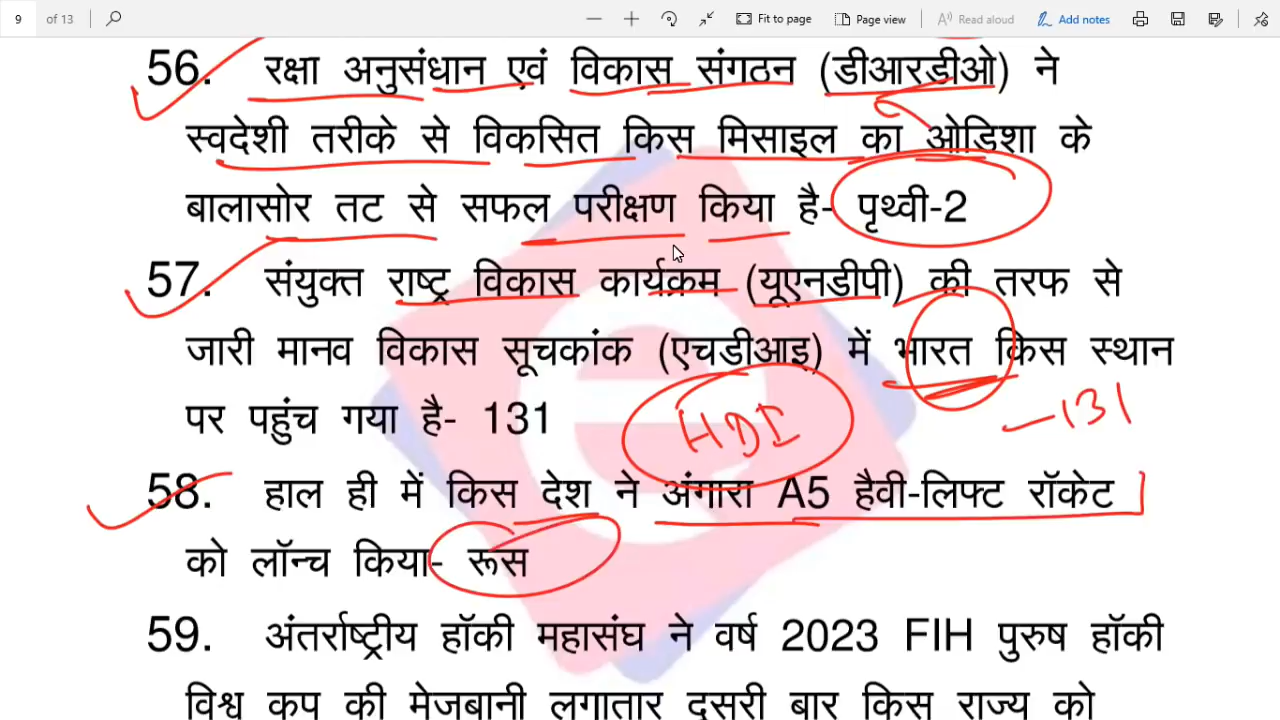 9 of 13 Fit to page Page view Read aloud Add notes
56. रक्षा अनुसंधान एवं विकास संगठन (डीआरडीओ) ने
स्वदेशी तरीके से विकसित किस मिसाइल का ओडिशा के
बालासोर तट से सफल परीक्षण किया है- पृथ्वी-2
57. संयुक्त राष्ट्र विकास कार्यक्रम (यूएनडीपी) की तरफ से
जारी मानव विकास सूचकांक (एचडीआइ) में भारत किस स्थान
पर पहुंच गया है- 131
HDI
-131
58. हाल ही में किस देश ने अंगारा A5 हैवी-लिफ्ट रॉकेट
को लॉन्च किया- रूस
59. अंतर्राष्ट्रीय हॉकी महासंघ ने वर्ष 2023 FIH पुरुष हॉकी
विश्व कप की मेजबानी लगातार दूसरी बार किस राज्य को